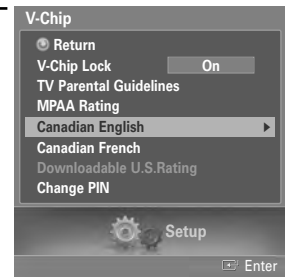 V-Chip
Return
V-Chip Lock On
TV Parental Guidelines
MPAA Rating
Canadian English
Canadian French
Downloadable U.S.Rating
Change PIN
Setup
Enter